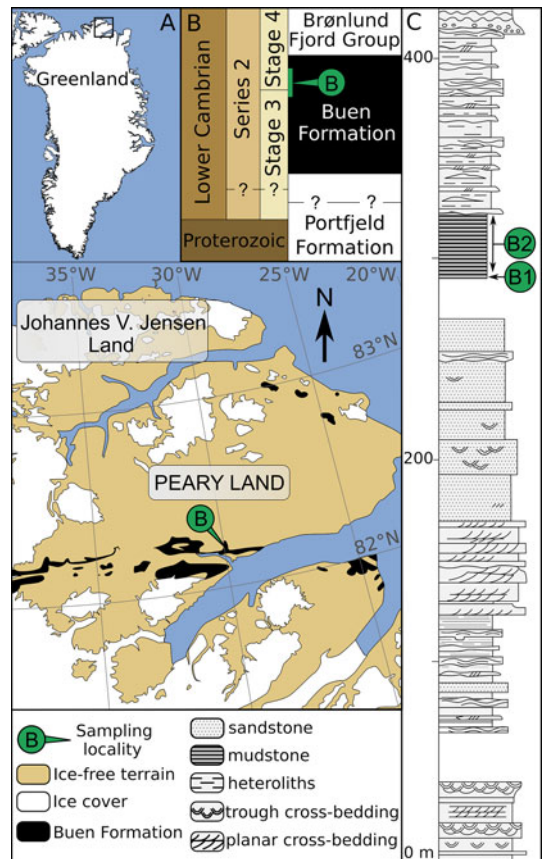 A
Greenland
B
Lower Cambrian
Series 2
Stage 4
Stage 3
? ?
Proterozoic
Brønlund
Fjord Group
B
Buen
Formation
? ?
Portfjeld
Formation
C
400
B2
B1
200
0 m
35°W
30°W
25°W
20°W
N
83°N
82°N
Johannes V. Jensen
Land
PEARY LAND
B
B Sampling
locality
Ice-free terrain
Ice cover
Buen Formation
sandstone
mudstone
heteroliths
trough cross-bedding
planar cross-bedding